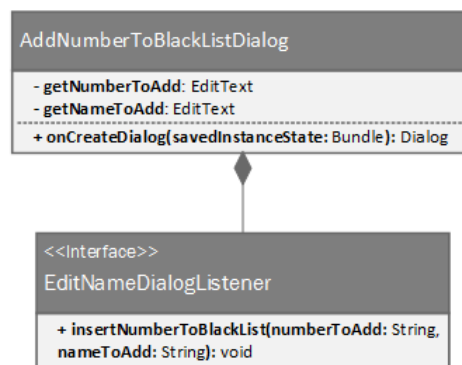 AddNumberToBlackListDialog
- getNumberToAdd: EditText
- getNameToAdd: EditText
+ onCreateDialog(savedInstanceState: Bundle): Dialog
<<Interface>>
EditNameDialogListener
+ insertNumberToBlackList(numberToAdd: String,
nameToAdd: String): void